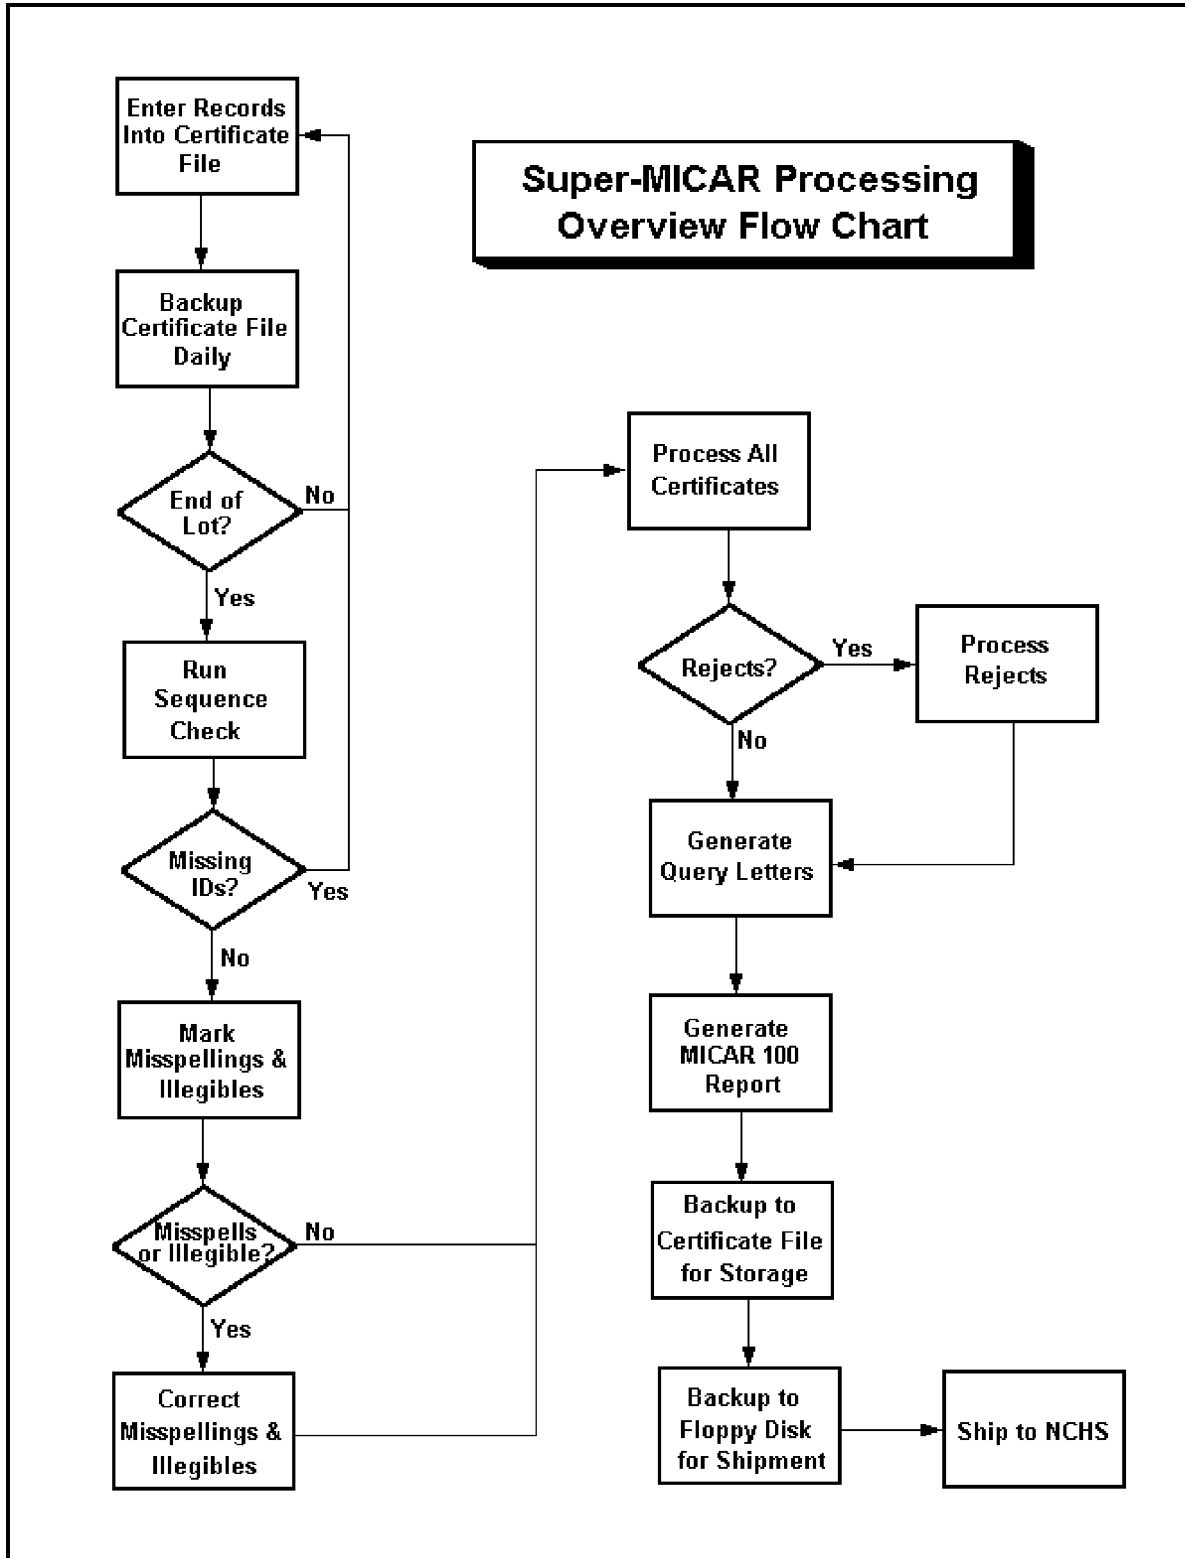 Super-MICAR Processing
Overview Flow Chart
Enter Records
Into Certificate
File
Backup
Certificate File
Daily
End of
Lot?
No
Yes
Run
Sequence
Check
Missing
IDs?
Yes
No
Mark
Misspellings &
Illegibles
Misspells
or Illegible?
No
Yes
Correct
Misspellings &
Illegibles
Process All
Certificates
Rejects?
Yes
Process
Rejects
No
Generate
Query Letters
Generate
MICAR 100
Report
Backup to
Certificate File
for Storage
Backup to
Floppy Disk
for Shipment
Ship to NCHS